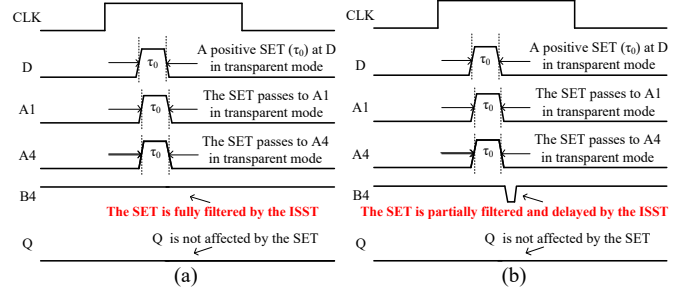 CLK
D
τ0
A positive SET (τ0) at D
in transparent mode
A1
τ0
The SET passes to A1
in transparent mode
A4
τ0
The SET passes to A4
in transparent mode
B4
The SET is fully filtered by the ISST
Q is not affected by the SET
Q
(a)
CLK
D
τ0
A positive SET (τ0) at D
in transparent mode
A1
τ0
The SET passes to A1
in transparent mode
A4
τ0
The SET passes to A4
in transparent mode
B4
The SET is partially filtered and delayed by the ISST
Q is not affected by the SET
Q
(b)